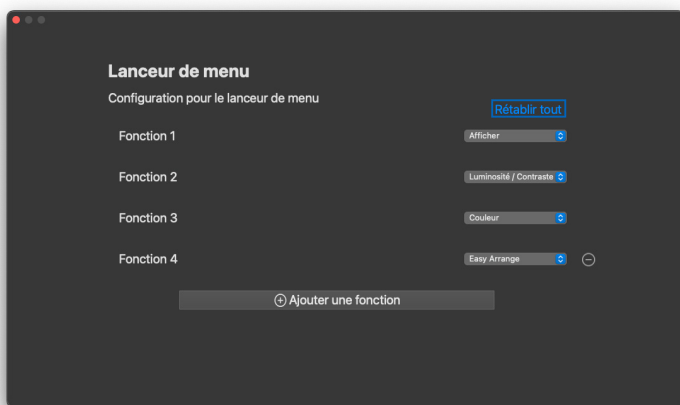 Lanceur de menu
Configuration pour le lanceur de menu
Rétablir tout
Fonction 1 Afficher
Fonction 2 Luminosité / Contraste
Fonction 3 Couleur
Fonction 4 Easy Arrange
Ajouter une fonction